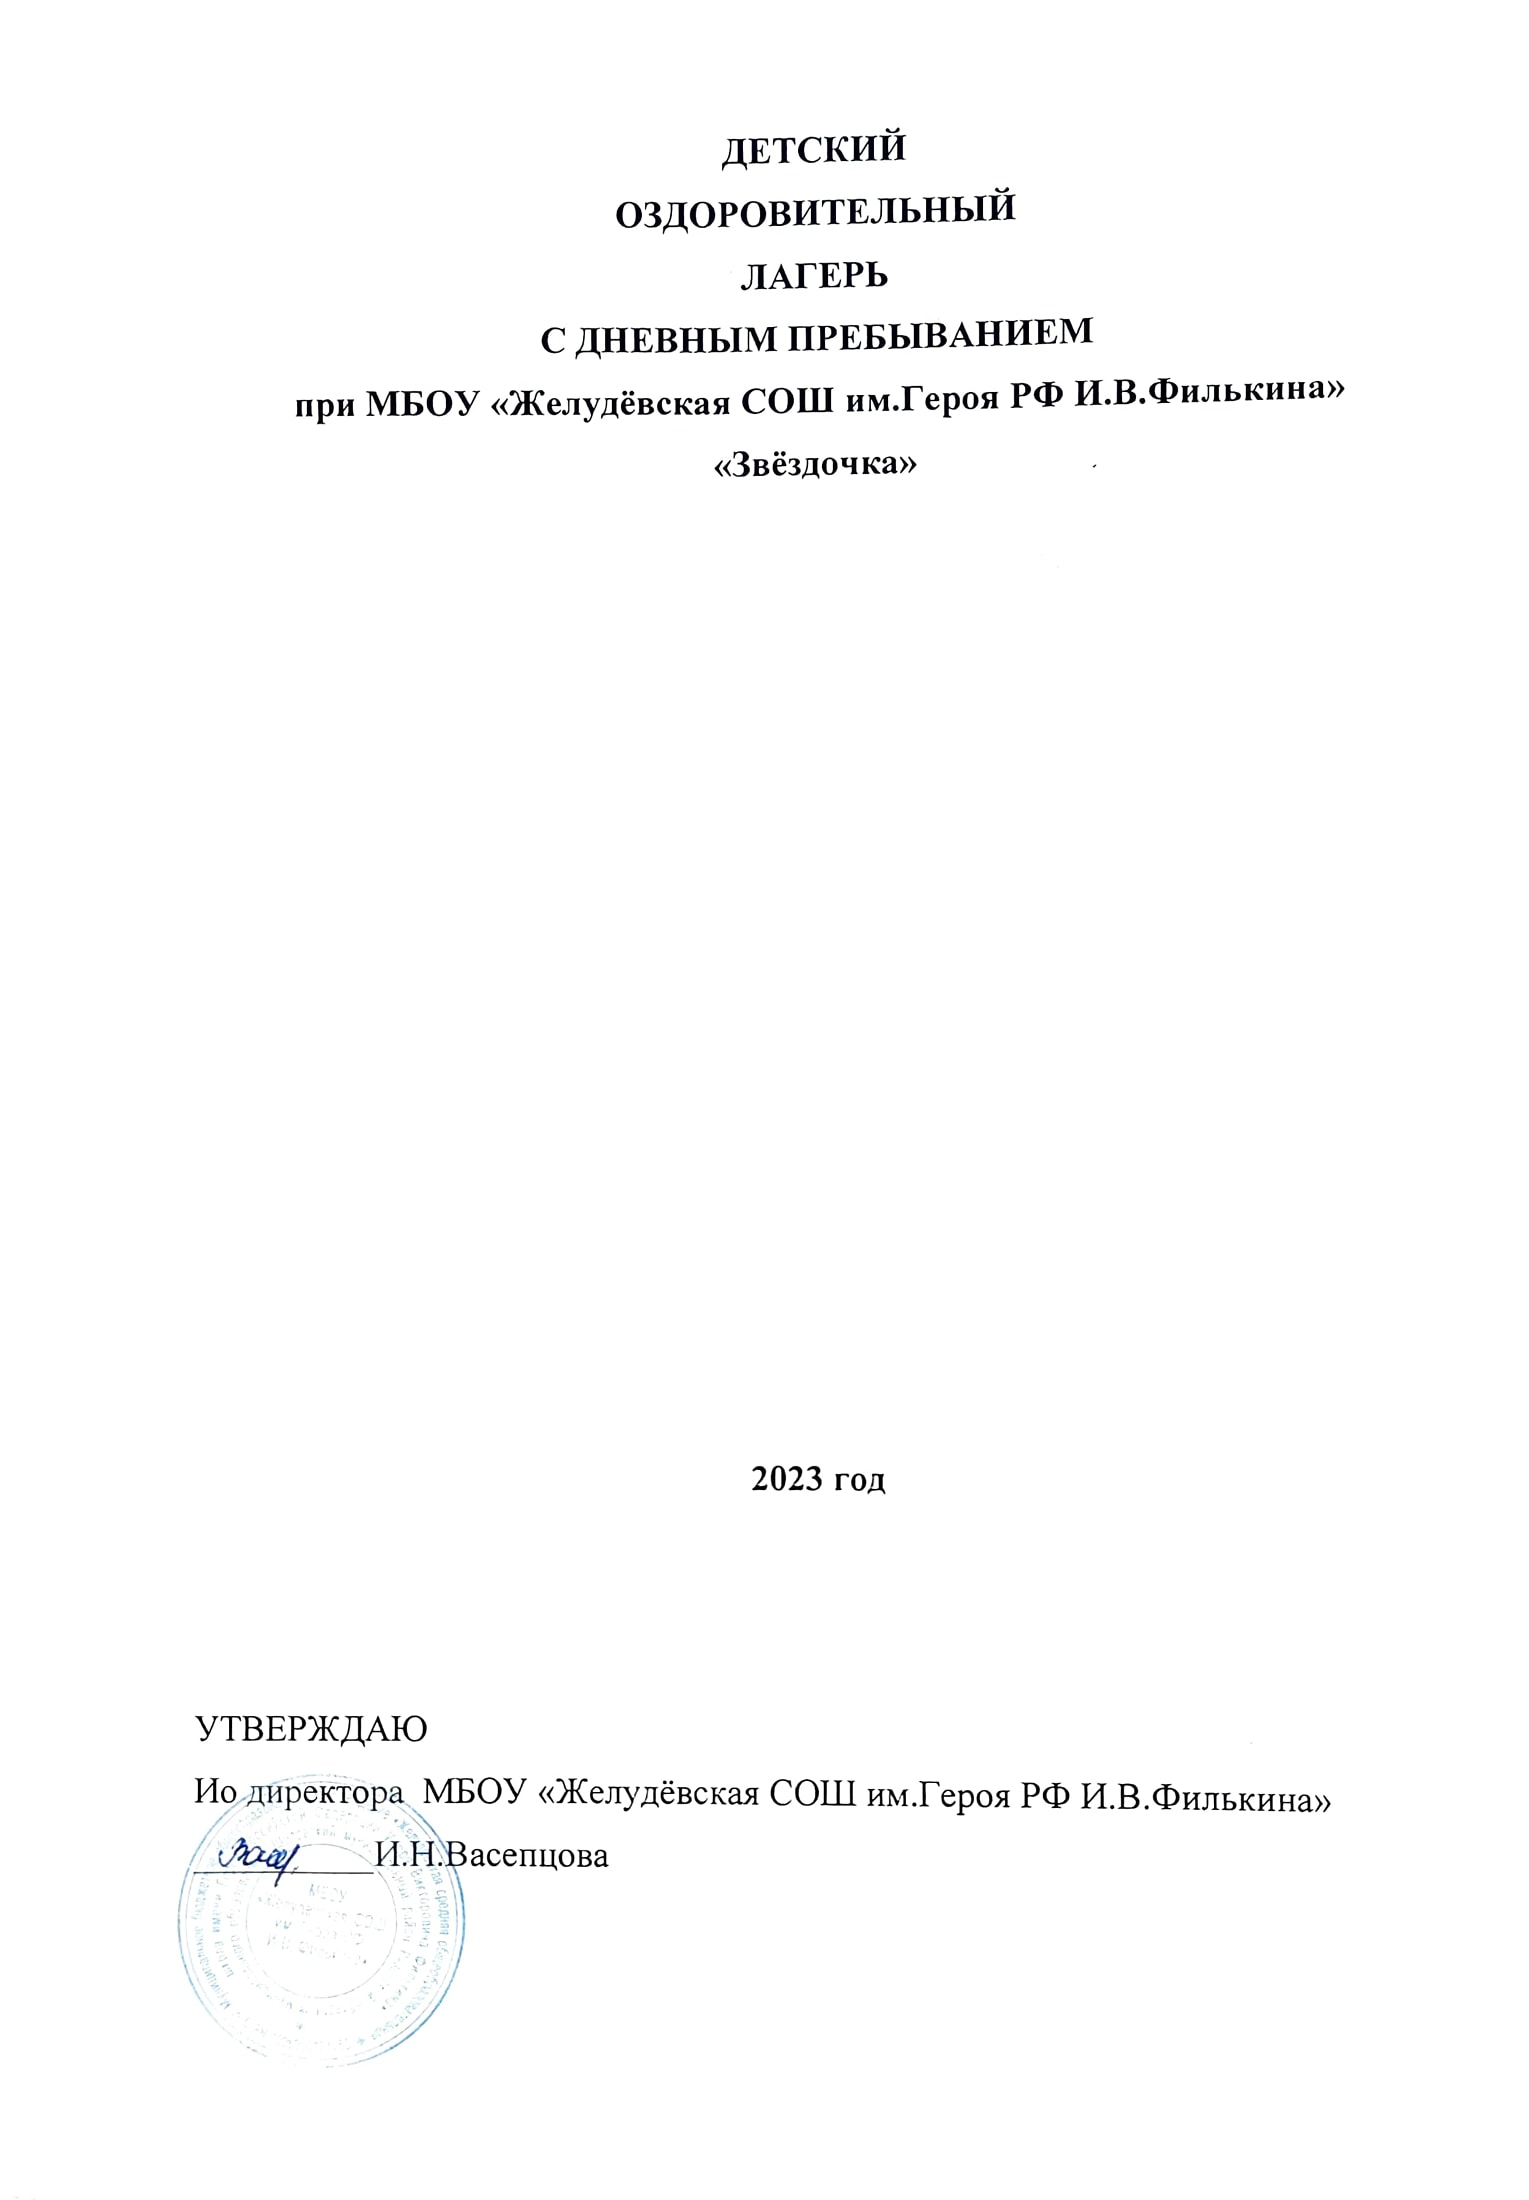 ДЕТСКИЙ
ОЗДОРОВИТЕЛЬНЫЙ
ЛАГЕРЬ
С ДНЕВНЫМ ПРЕБЫВАНИЕМ
при МБОУ «Желудёвская СОШ им.Героя РФ И.В.Филькина»
«Звёздочка»
2023 год
УТВЕРЖДАЮ
Ио директора МБОУ «Желудёвская СОШ им.Героя РФ И.В.Филькина»
И.Н.Васепцова
МБОУ